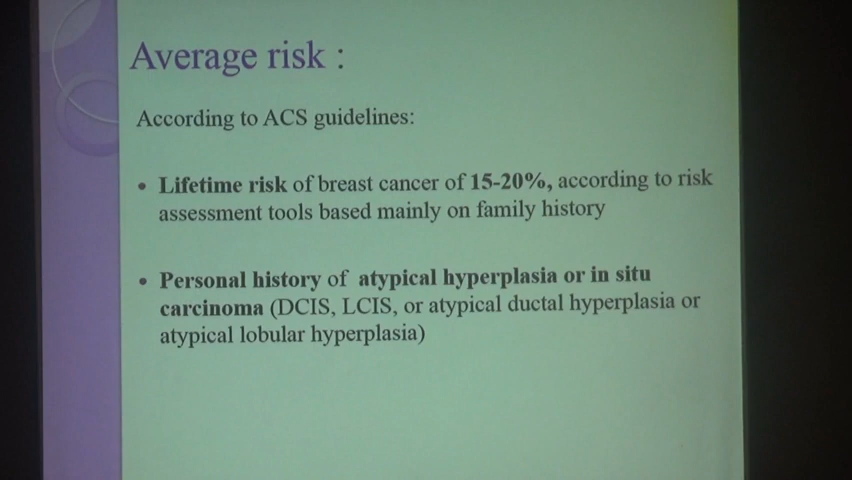 Average risk :
According to ACS guidelines:
• Lifetime risk of breast cancer of 15-20%, according to risk
assessment tools based mainly on family history
• Personal history of atypical hyperplasia or in situ
carcinoma (DCIS, LCIS, or atypical ductal hyperplasia or
atypical lobular hyperplasia)